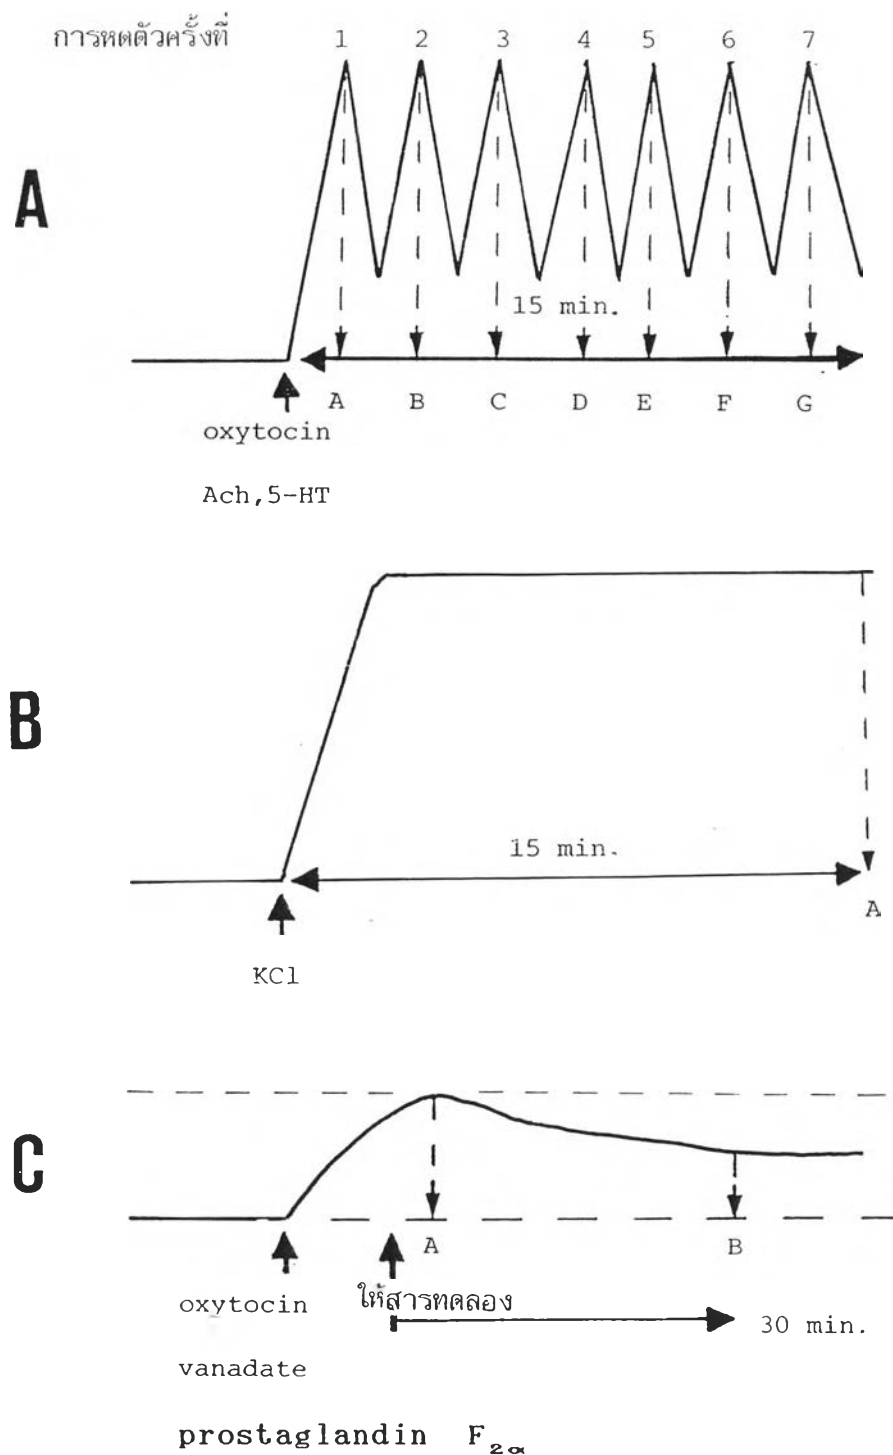 การหดตัวครั้งที่ 1 2 3 4 5 6 7
A
15 min.
A B C D E F G
oxytocin
Ach,5-HT
B
15 min.
A
KCl
C
A B
oxytocin ให้สารทดลอง 30 min.
vanadate
prostaglandin F2α